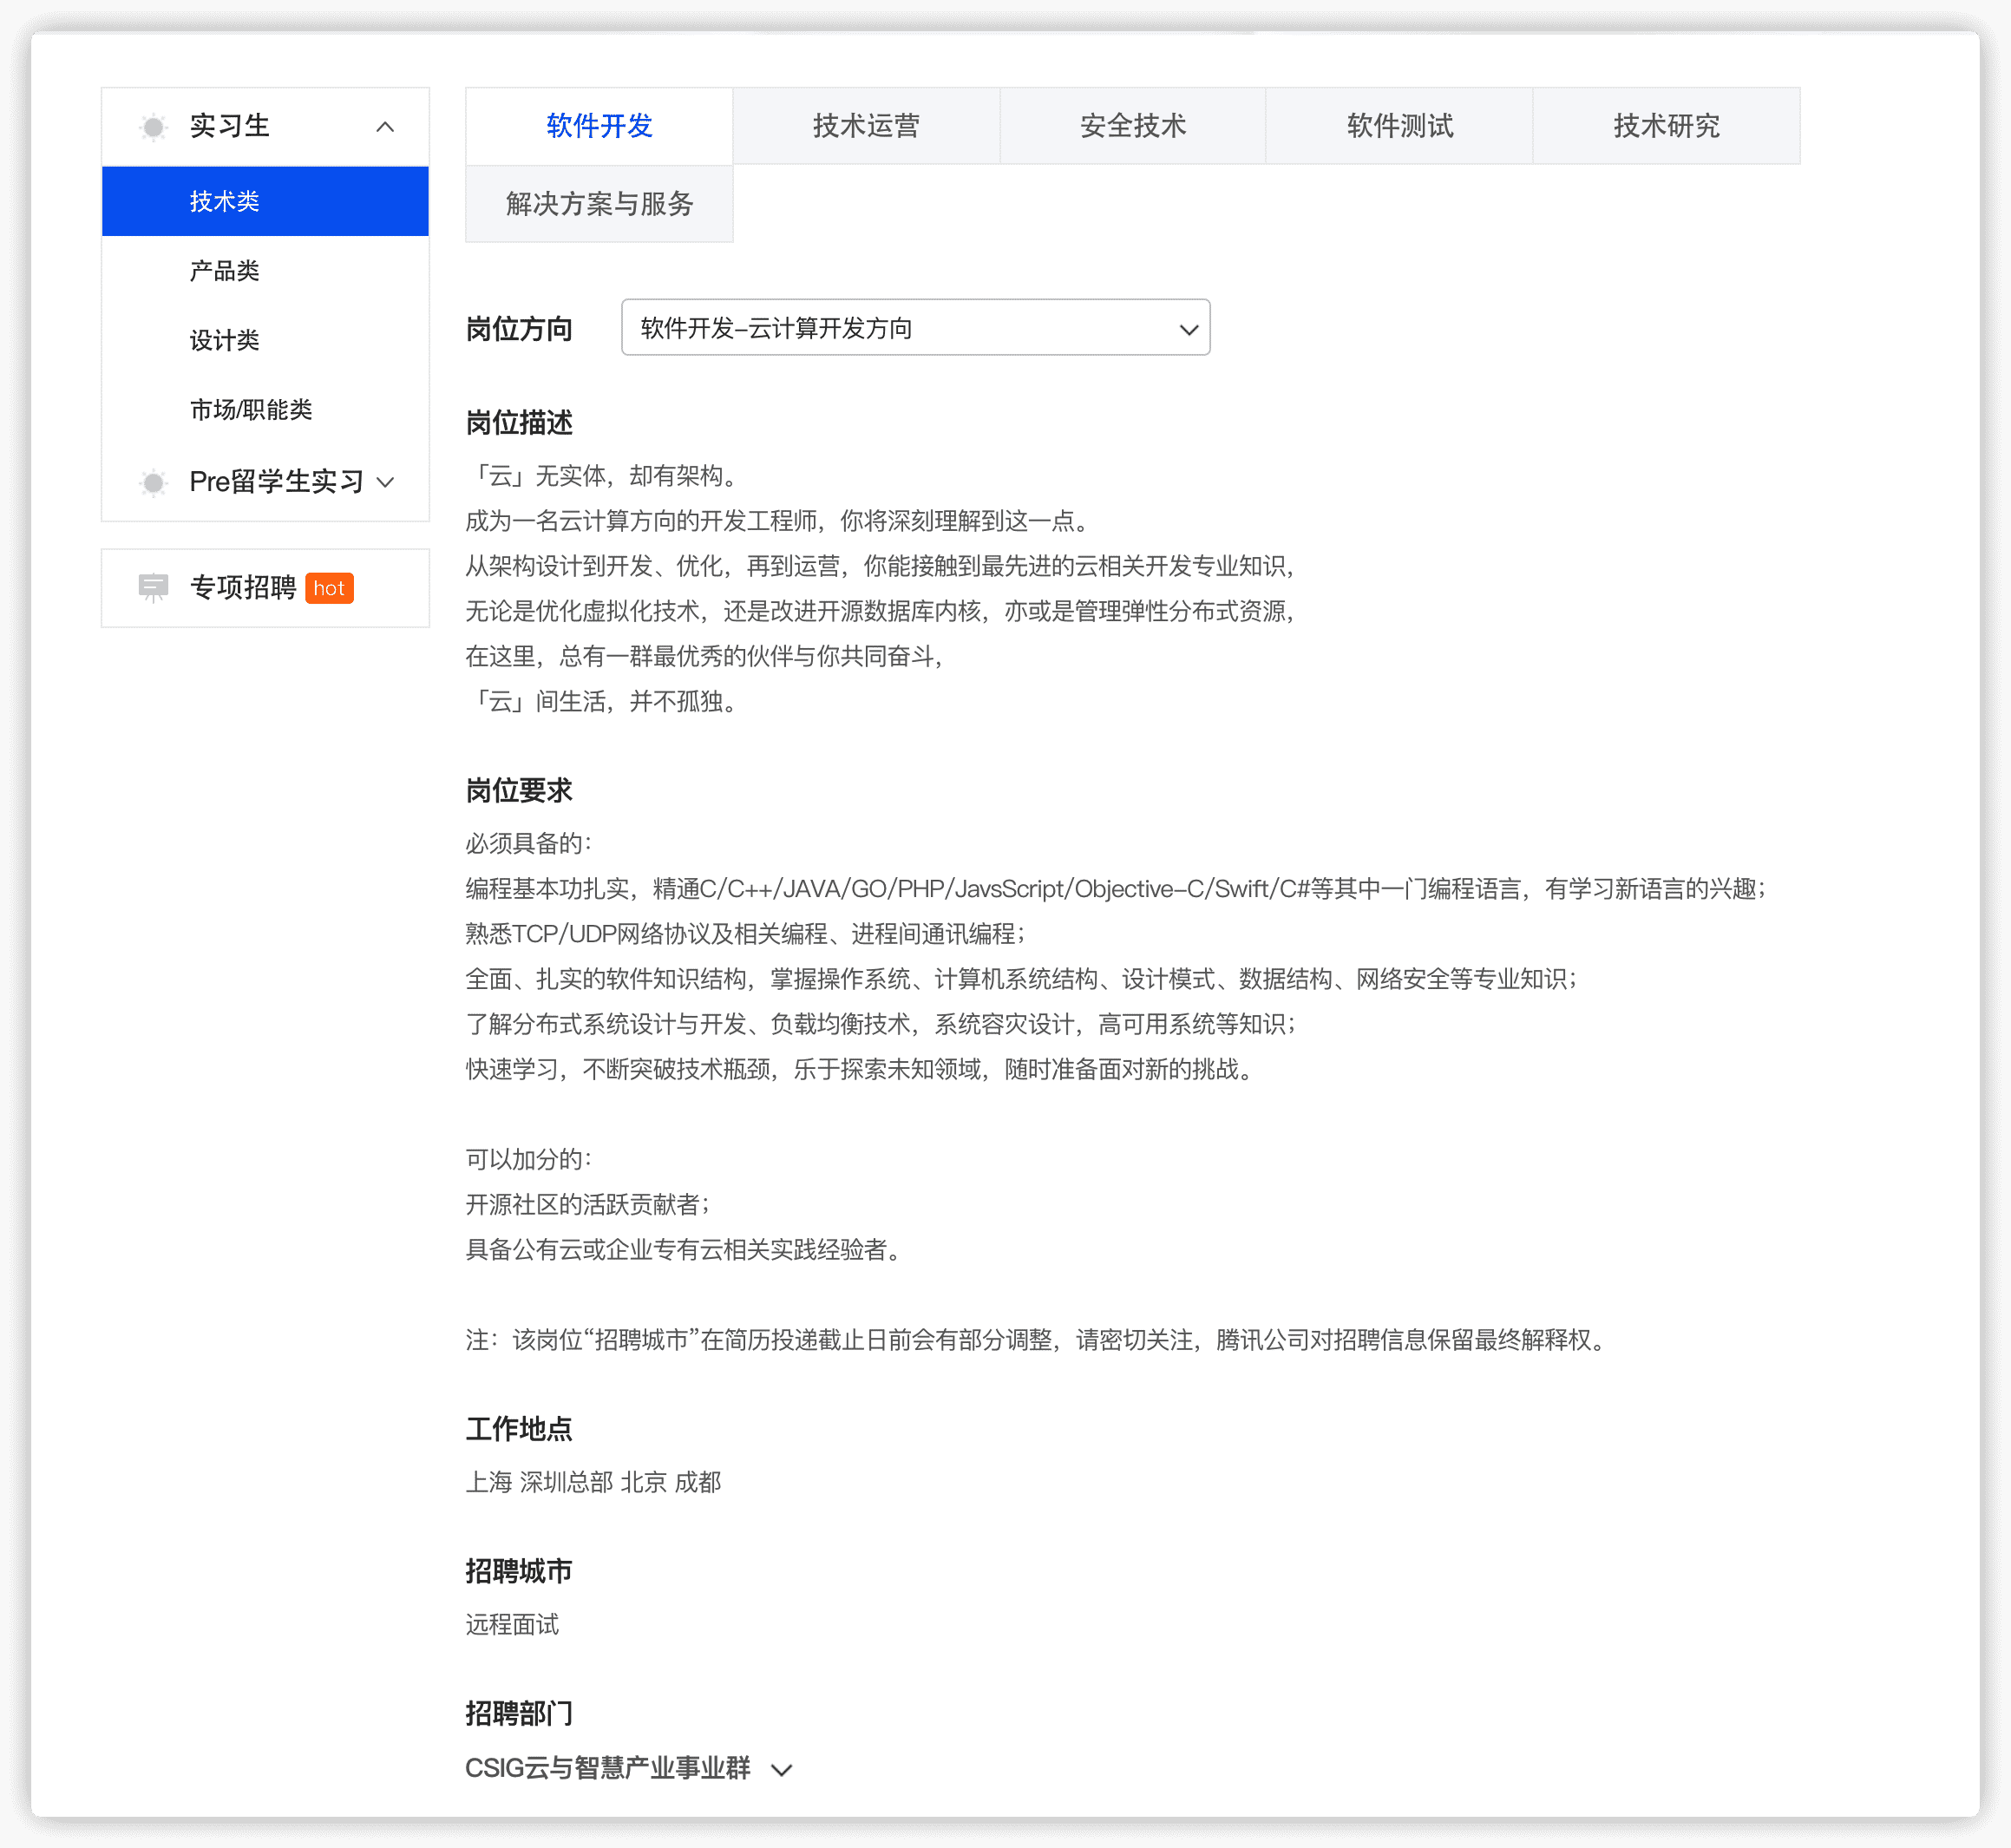 实习生
技术类
产品类
设计类
市场/职能类
Pre留学生实习
专项招聘 hot
软件开发 技术运营 安全技术 软件测试 技术研究
解决方案与服务
岗位方向 软件开发-云计算开发方向
岗位描述
「云」无实体，却有架构。
成为一名云计算方向的开发工程师，你将深刻理解到这一点。
从架构设计到开发、优化，再到运营，你能接触到最先进的云相关开发专业知识，
无论是优化虚拟化技术，还是改进开源数据库内核，亦或是管理弹性分布式资源，
在这里，总有一群最优秀的伙伴与你共同奋斗，
「云」间生活，并不孤独。
岗位要求
必须具备的：
编程基本功扎实，精通C/C++/JAVA/GO/PHP/JavsScript/Objective-C/Swift/C#等其中一门编程语言，有学习新语言的兴趣；
熟悉TCP/UDP网络协议及相关编程、进程间通讯编程；
全面、扎实的软件知识结构，掌握操作系统、计算机系统结构、设计模式、数据结构、网络安全等专业知识；
了解分布式系统设计与开发、负载均衡技术，系统容灾设计，高可用系统等知识；
快速学习，不断突破技术瓶颈，乐于探索未知领域，随时准备面对新的挑战。
可以加分的：
开源社区的活跃贡献者；
具备公有云或企业专有云相关实践经验者。
注：该岗位“招聘城市”在简历投递截止日前会有部分调整，请密切关注，腾讯公司对招聘信息保留最终解释权。
工作地点
上海 深圳总部 北京 成都
招聘城市
远程面试
招聘部门
CSIG云与智慧产业事业群